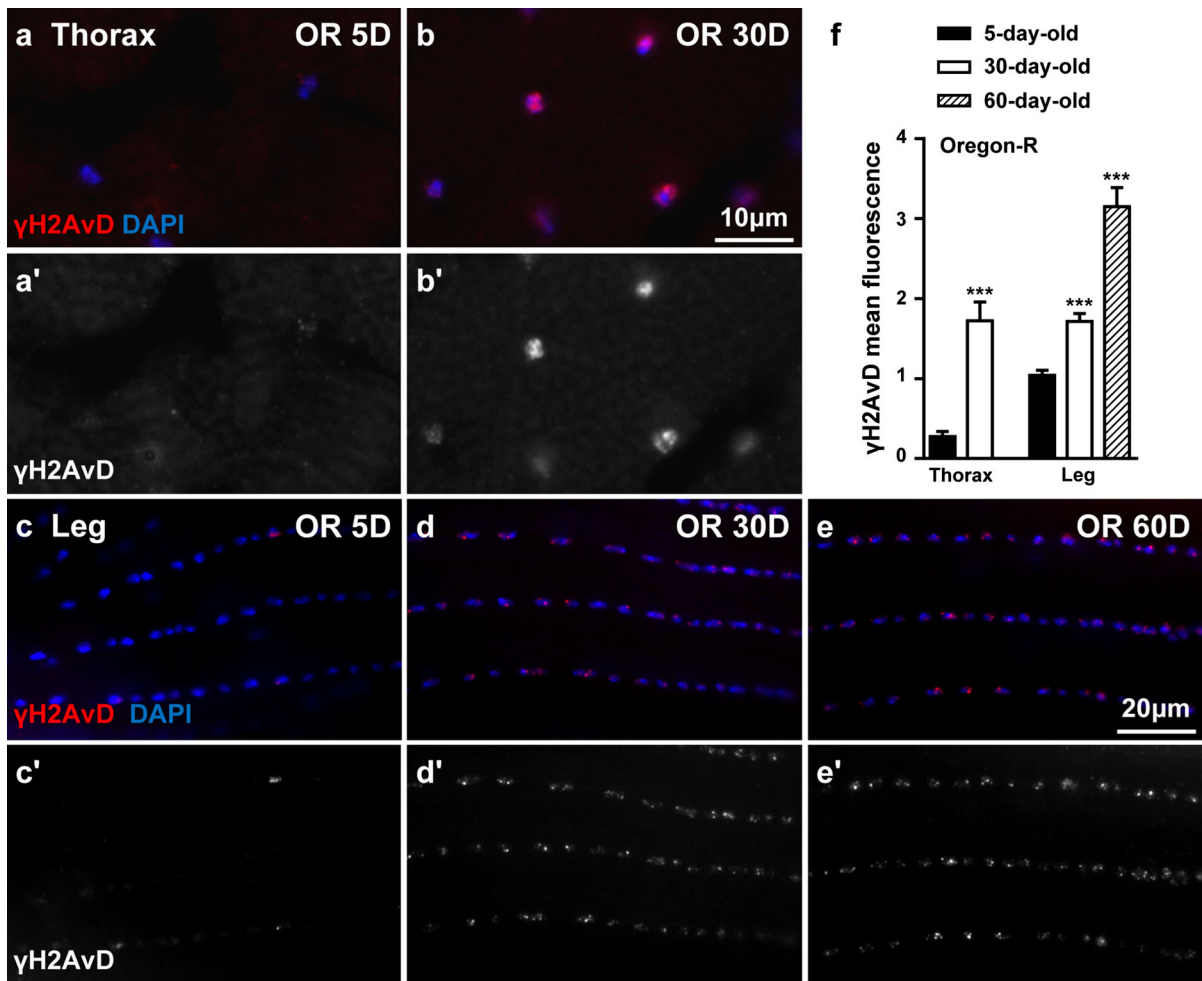 a Thorax OR 5D
γH2AvD DAPI
b OR 30D
10µm
a'
γH2AvD
b'
c Leg OR 5D
γH2AvD DAPI
d OR 30D
e OR 60D
20µm
c'
γH2AvD
d'
e'
f
5-day-old
30-day-old
60-day-old
Oregon-R
γH2AvD mean fluorescence
4
3
2
1
0
***
***
***
Thorax Leg